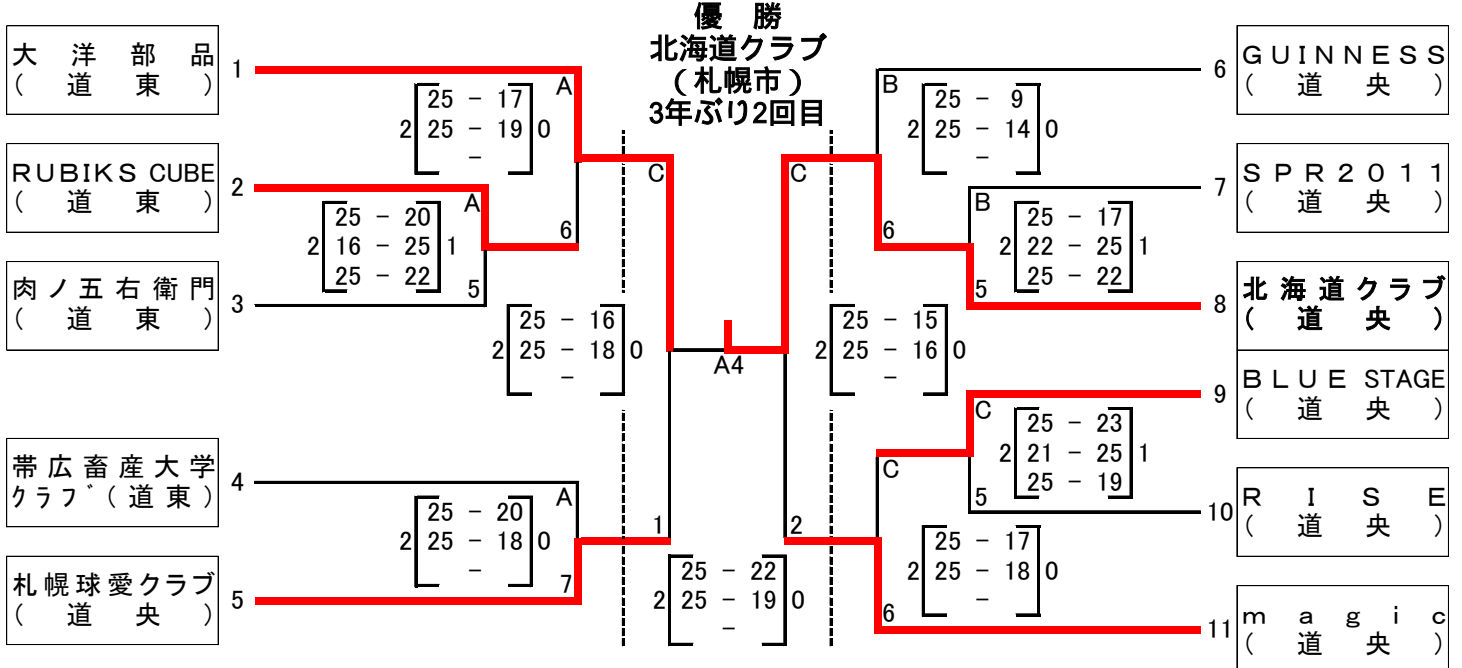 優　勝
北海道クラブ
（札幌市）
3年ぶり2回目
大洋部品
（道東）
1
RUBIKS CUBE
（道東）
2
肉ノ五右衛門
（道東）
3
帯広畜産大学
ｸﾗﾌﾞ（道東）
4
札幌球愛クラブ
（道央）
5
A
25 - 17
2 25 - 19 0
-
6
A
25 - 20
2 16 - 25 1
25 - 22
5
C
25 - 16
2 25 - 18 0
-
1
A
25 - 20
2 25 - 18 0
-
7
A4
25 - 22
2 25 - 19 0
-
C
25 - 15
2 25 - 16 0
-
2
B
25 - 9
2 25 - 14 0
-
6
B
25 - 17
2 22 - 25 1
25 - 22
5
C
25 - 23
2 21 - 25 1
25 - 19
5
C
25 - 17
2 25 - 18 0
-
6
6
GUINNESS
（道央）
7
SPR2011
（道央）
8
北海道クラブ
（道央）
9
BLUE STAGE
（道央）
10
RISE
（道央）
11
magic
（道央）